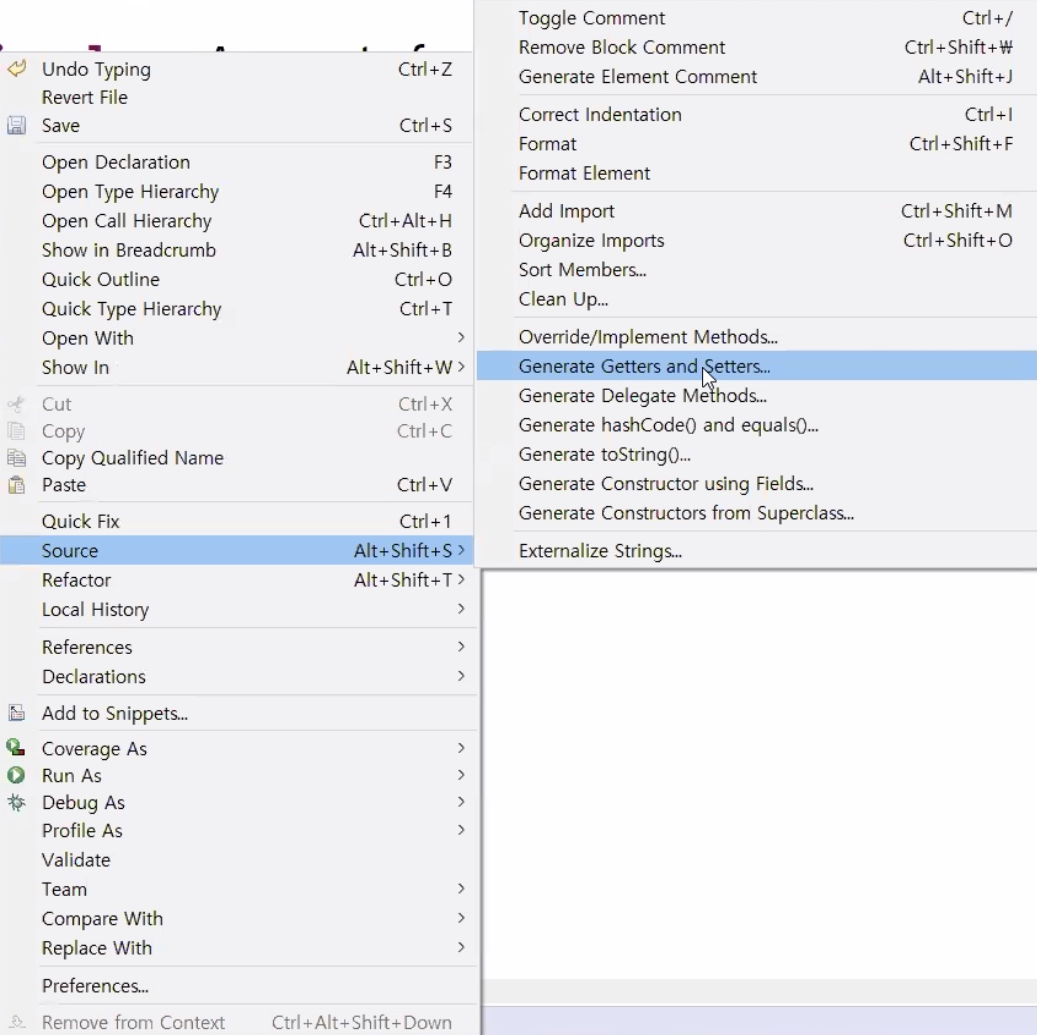 Undo Typing Ctrl+Z
Revert File
Save Ctrl+S
Open Declaration F3
Open Type Hierarchy F4
Open Call Hierarchy Ctrl+Alt+H
Show in Breadcrumb Alt+Shift+B
Quick Outline Ctrl+O
Quick Type Hierarchy Ctrl+T
Open With
Show In Alt+Shift+W
Cut Ctrl+X
Copy Ctrl+C
Copy Qualified Name
Paste Ctrl+V
Quick Fix Ctrl+1
Source Alt+Shift+S
Refactor Alt+Shift+T
Local History
References
Declarations
Add to Snippets...
Coverage As
Run As
Debug As
Profile As
Validate
Team
Compare With
Replace With
Preferences...
Remove from Context Ctrl+Alt+Shift+Down
Toggle Comment Ctrl+/
Remove Block Comment Ctrl+Shift+₩
Generate Element Comment Alt+Shift+J
Correct Indentation Ctrl+I
Format Ctrl+Shift+F
Format Element
Add Import Ctrl+Shift+M
Organize Imports Ctrl+Shift+O
Sort Members...
Clean Up...
Override/Implement Methods...
Generate Getters and Setters...
Generate Delegate Methods...
Generate hashCode() and equals()...
Generate toString()...
Generate Constructor using Fields...
Generate Constructors from Superclass...
Externalize Strings...